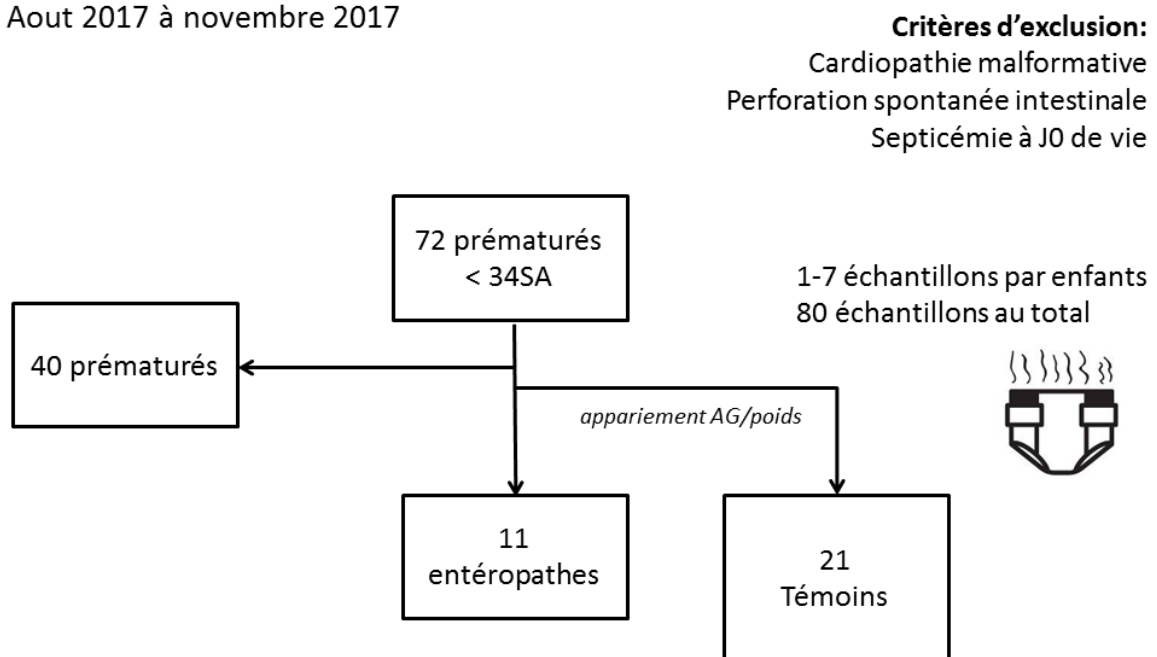 Aout 2017 à novembre 2017
Critères d’exclusion:
Cardiopathie malformative
Perforation spontanée intestinale
Septicémie à J0 de vie
72 prématurés
< 34SA
1-7 échantillons par enfants
80 échantillons au total
40 prématurés
appariement AG/poids
11
entéropathes
21
Témoins